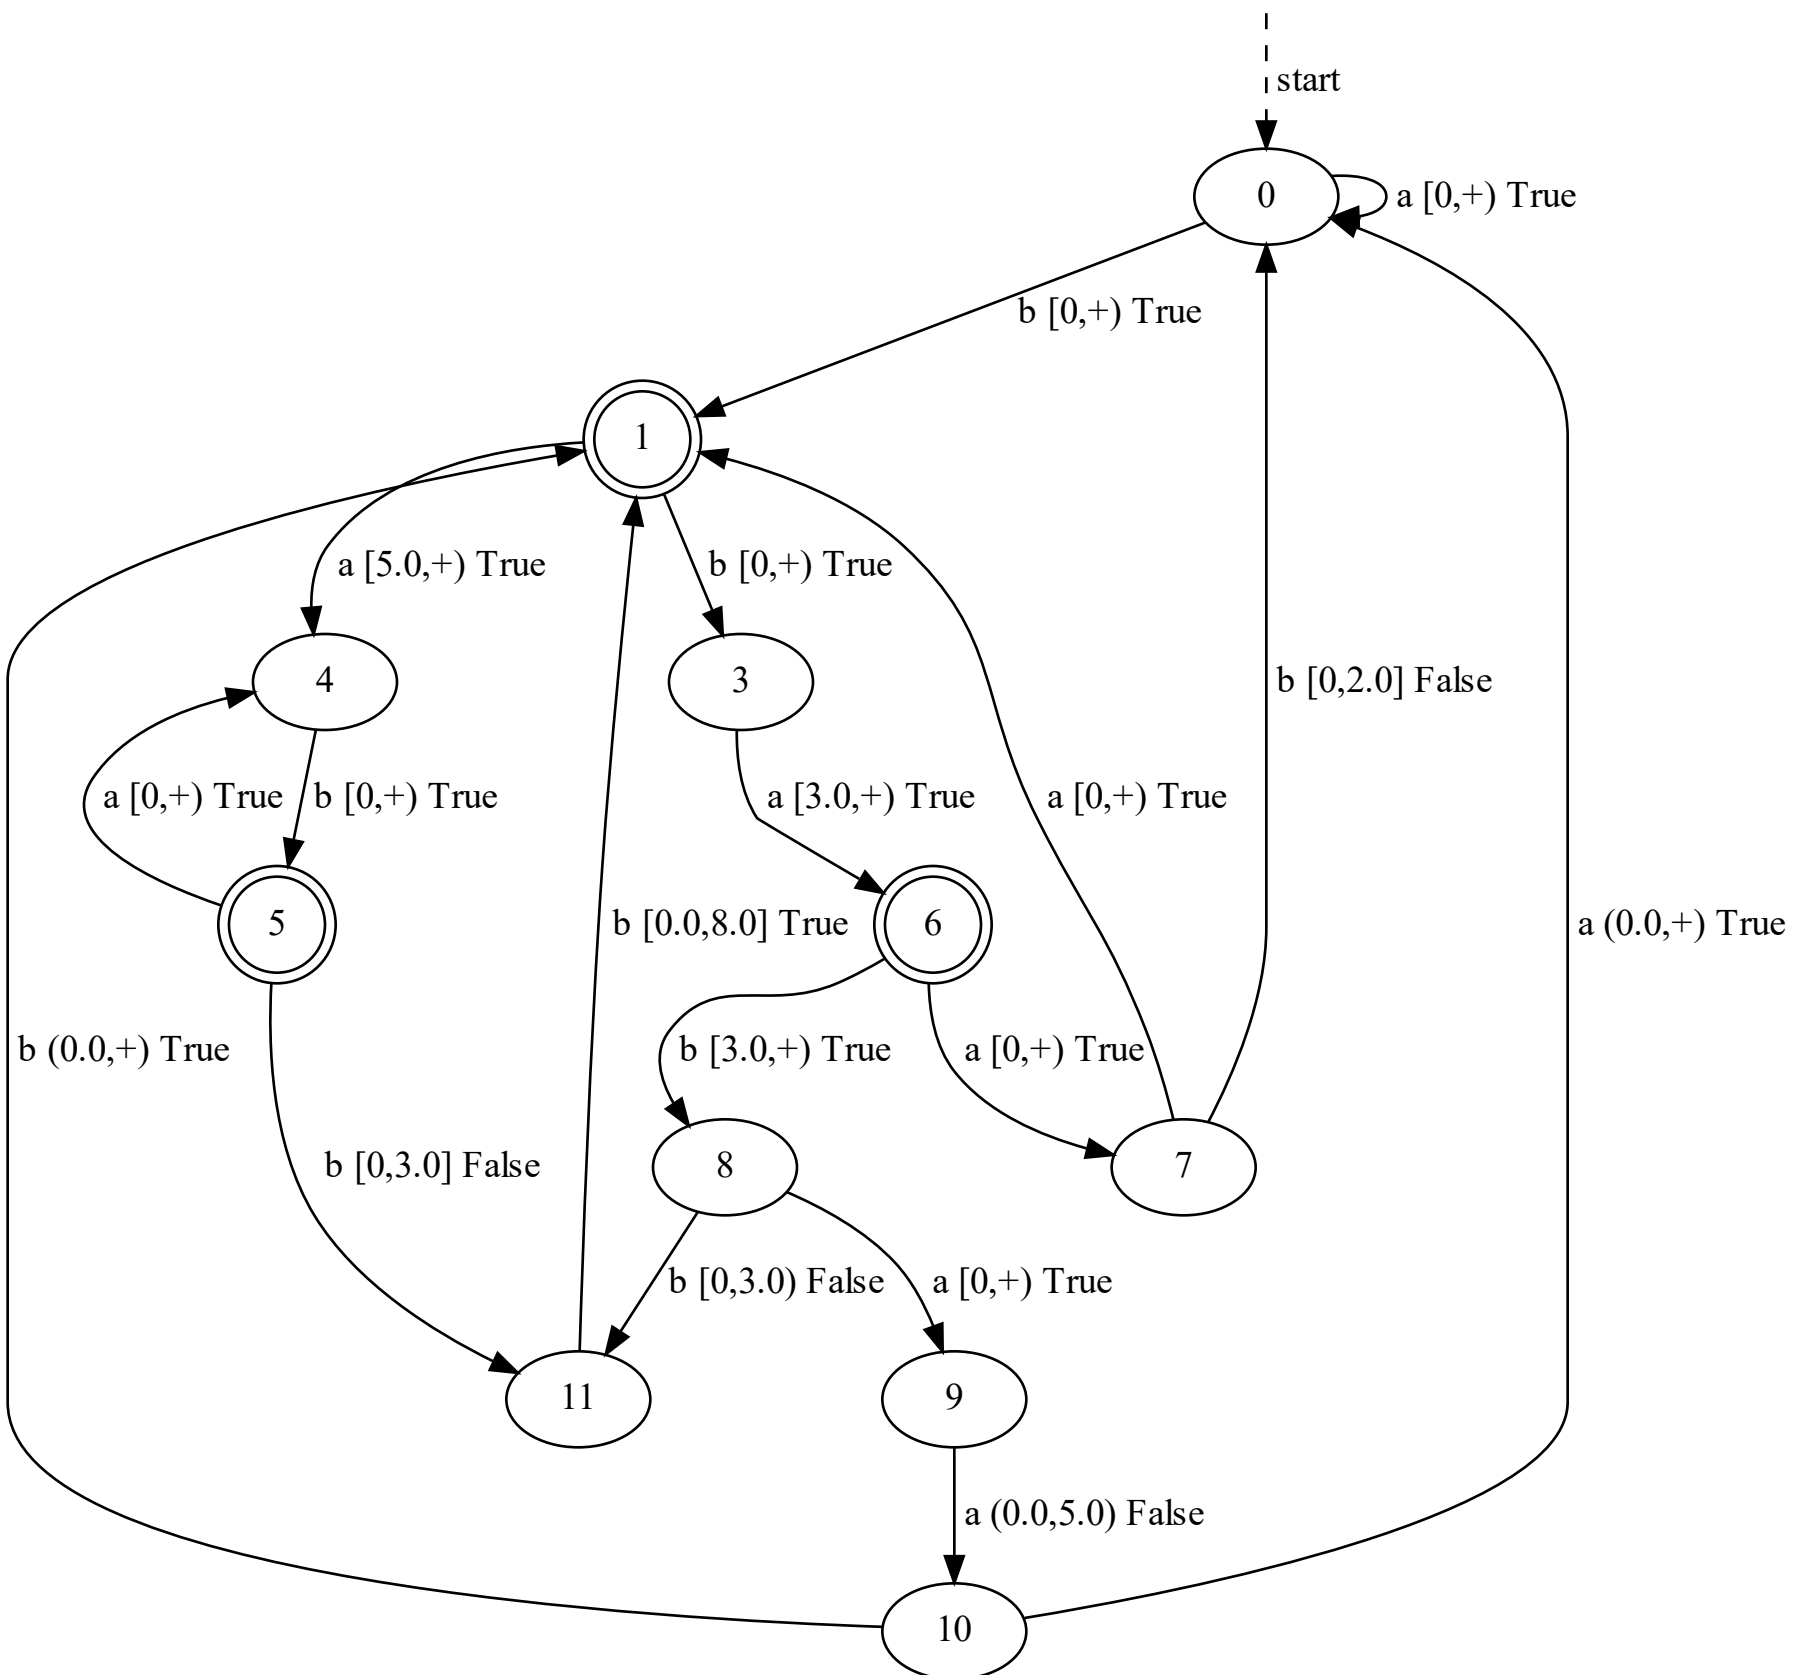 start
0
a [0,+) True
b [0,+) True
1
a [5.0,+) True
b [0,+) True
4
3
b [0,2.0] False
a [0,+) True
b [0,+) True
a [3.0,+) True
a [0,+) True
5
b [0.0,8.0] True
6
a (0.0,+) True
b (0.0,+) True
b [3.0,+) True
a [0,+) True
b [0,3.0] False
8
7
b [0,3.0) False
a [0,+) True
11
9
a (0.0,5.0) False
10